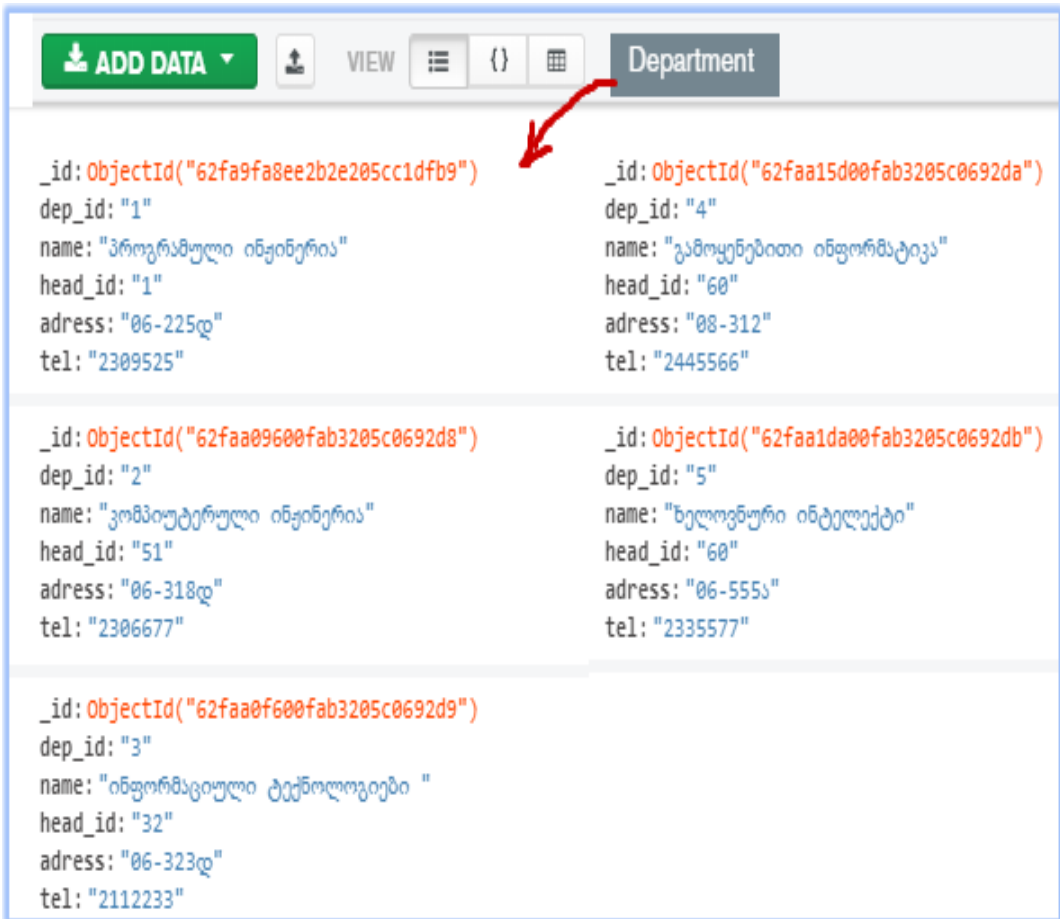 ADD DATA VIEW {} Department
_id: ObjectId("62fa9fa8ee2b2e205cc1dfb9")
dep_id: "1"
name: "პროგრამული ინჟინერია"
head_id: "1"
adress: "06-225დ"
tel: "2309525"
_id: ObjectId("62faa09600fab3205c0692d8")
dep_id: "2"
name: "კომპიუტერული ინჟინერია"
head_id: "51"
adress: "06-318დ"
tel: "2306677"
_id: ObjectId("62faa0f600fab3205c0692d9")
dep_id: "3"
name: "ინფორმაციული ტექნოლოგიები "
head_id: "32"
adress: "06-323დ"
tel: "2112233"
_id: ObjectId("62faa15d00fab3205c0692da")
dep_id: "4"
name: "გამოყენებითი ინფორმატიკა"
head_id: "60"
adress: "08-312"
tel: "2445566"
_id: ObjectId("62faa1da00fab3205c0692db")
dep_id: "5"
name: "ხელოვნური ინტელექტი"
head_id: "60"
adress: "06-555ა"
tel: "2335577"